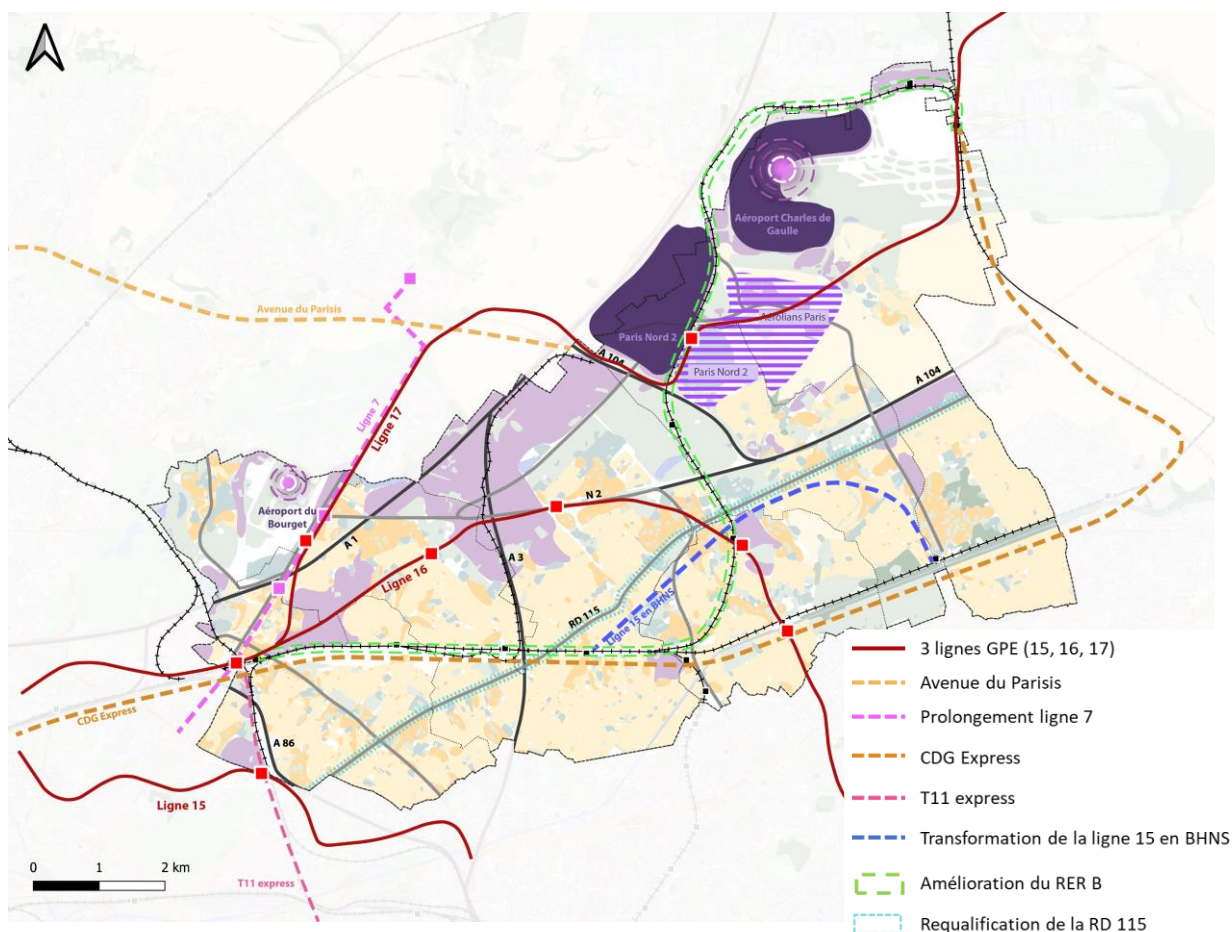 Aéroport Charles de
Gaulle
Avenue du Parisis
Paris Nord 2
Aérolians Paris
Paris Nord 2
A 104
A 104
Ligne 7
Ligne 17
Aéroport du
Bourget
A 1
N 2
A 3
Ligne 16
RD 115
Ligne 15 en BHNS
CDG Express
A 86
Ligne 15
T11 express
0 1 2 km
3 lignes GPE (15, 16, 17)
Avenue du Parisis
Prolongement ligne 7
CDG Express
T11 express
Transformation de la ligne 15 en BHNS
Amélioration du RER B
Requalification de la RD 115